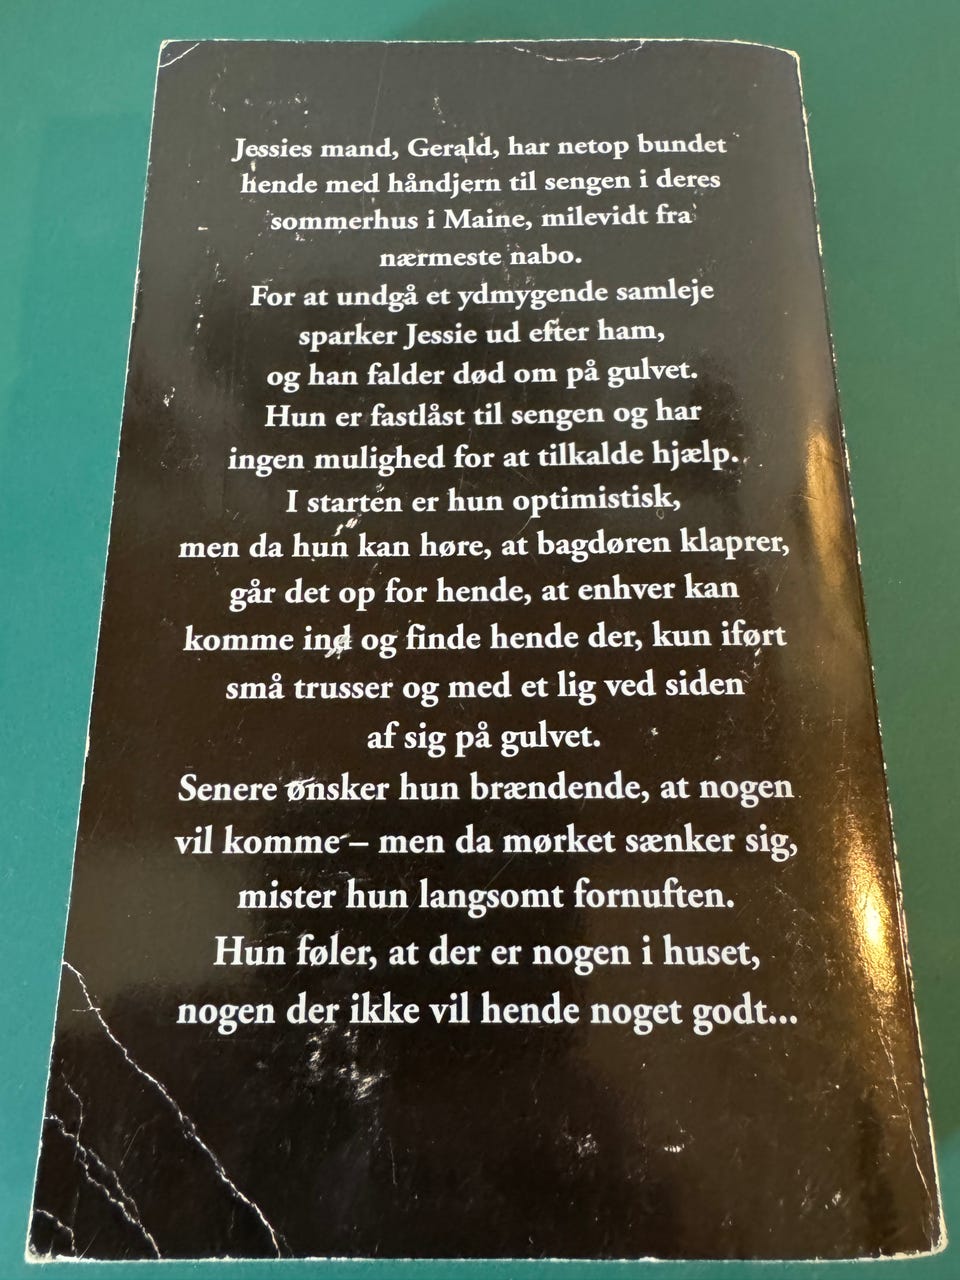 Jessies mand, Gerald, har netop bundet
hende med håndjern til sengen i deres
sommerhus i Maine, milevidt fra
nærmeste nabo.
For at undgå et ydmygende samleje
sparker Jessie ud efter ham,
og han falder død om på gulvet.
Hun er fastlåst til sengen og har
ingen mulighed for at tilkalde hjælp.
I starten er hun optimistisk,
men da hun kan høre, at bagdøren klaprer,
går det op for hende, at enhver kan
komme ind og finde hende der, kun iført
små trusser og med et lig ved siden
af sig på gulvet.
Senere ønsker hun brændende, at nogen
vil komme – men da mørket sænker sig,
mister hun langsomt fornuften.
Hun føler, at der er nogen i huset,
nogen der ikke vil hende noget godt...